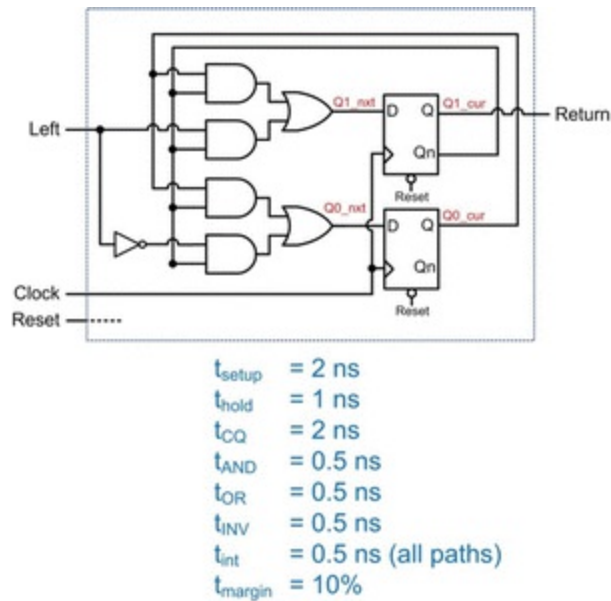 Q1_nxt D Q Q1_cur Return
Left
Qn
Reset
Q0_nxt D Q Q0_cur
Qn
Clock
Reset
Reset
t_setup = 2 ns
t_hold = 1 ns
t_CQ = 2 ns
t_AND = 0.5 ns
t_OR = 0.5 ns
t_INV = 0.5 ns
t_int = 0.5 ns (all paths)
t_margin = 10%